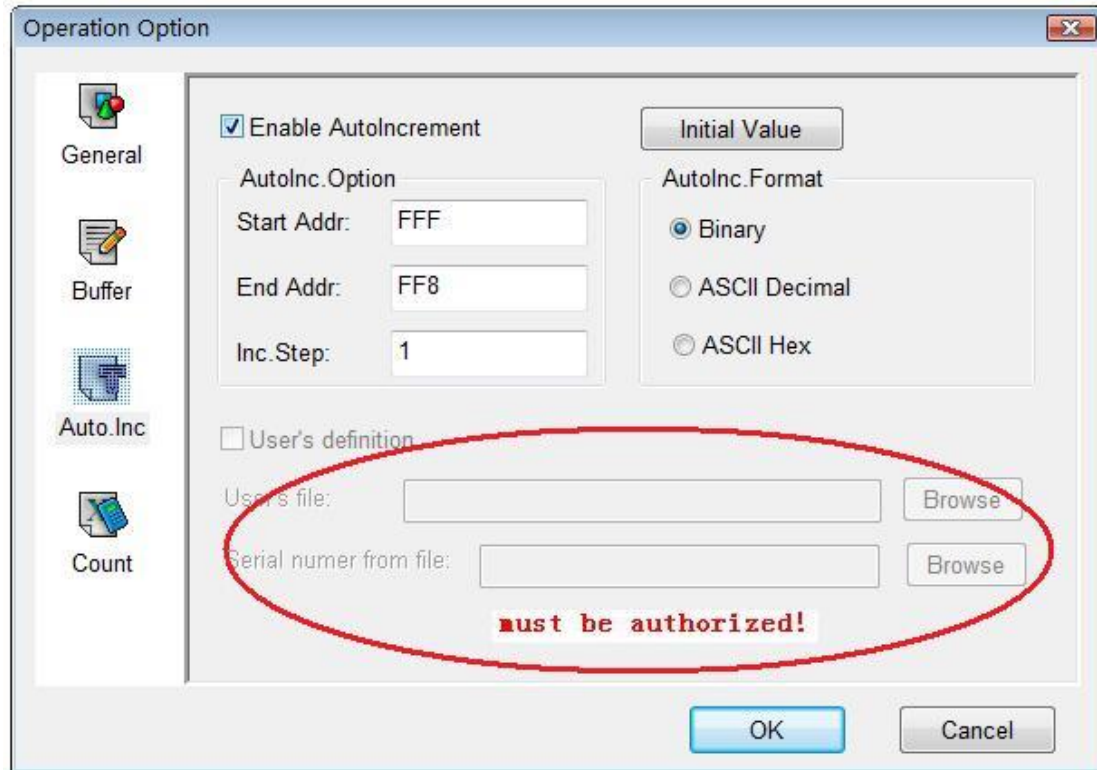 Operation Option
General
Buffer
Auto.Inc
Count
Enable AutoIncrement
Initial Value
AutoInc.Option
Start Addr: FFF
End Addr: FF8
Inc.Step: 1
AutoInc.Format
Binary
ASCII Decimal
ASCII Hex
User's definition
User's file: Browse
Serial numer from file: Browse
must be authorized!
OK Cancel